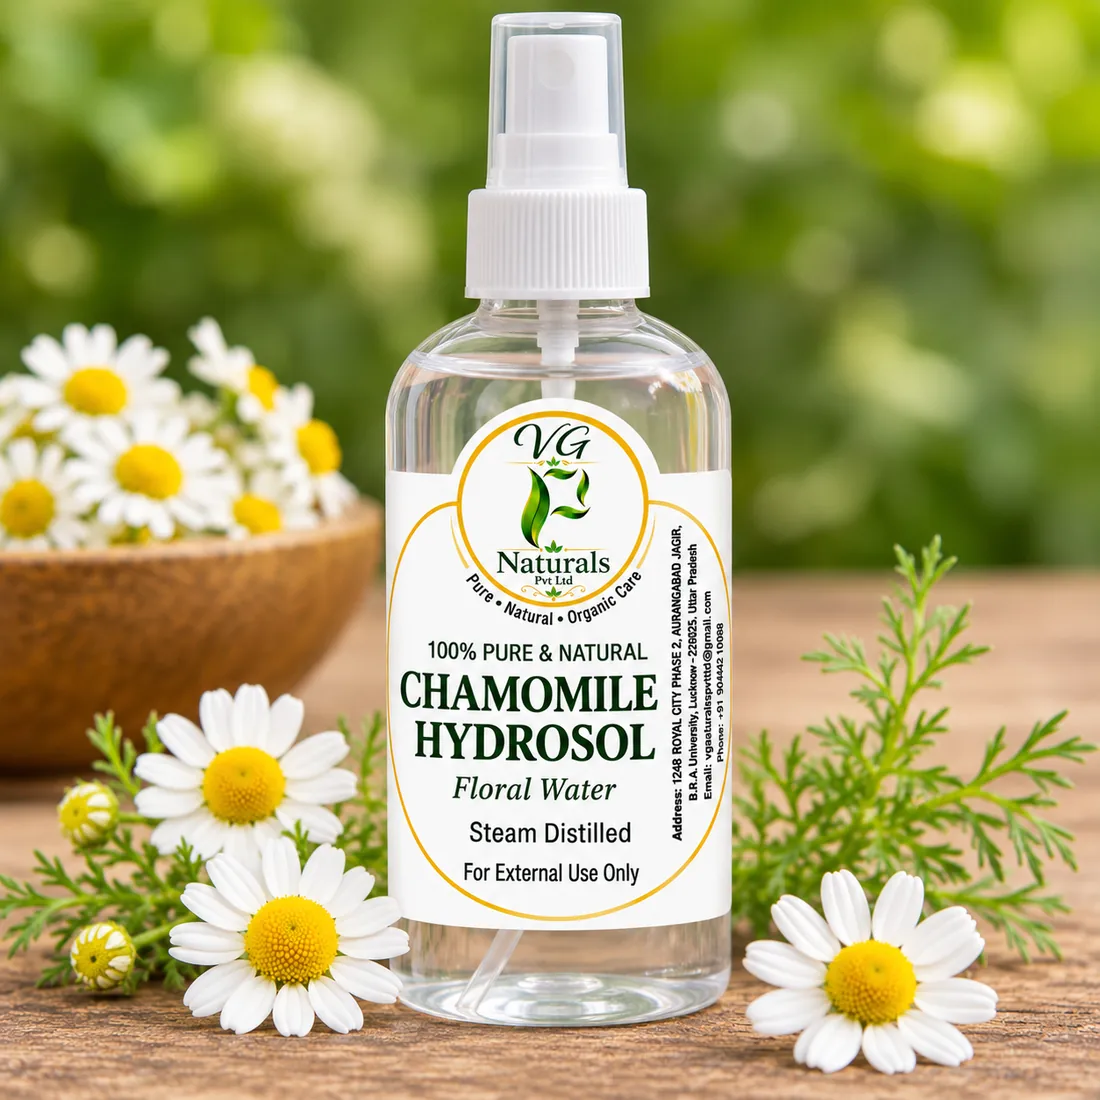 VG
Naturals
Pvt Ltd
Pure • Natural • Organic Care
100% PURE & NATURAL
CHAMOMILE
HYDROSOL
Floral Water
Steam Distilled
For External Use Only
Address: 1248 ROYAL CITY PHASE 2, AURANGABAD JAGIR,
B.R.A. University, Lucknow – 226025, Uttar Pradesh
Email: vgaaturalsspvtttd@gmail.com
Phone: +91 904442 10088